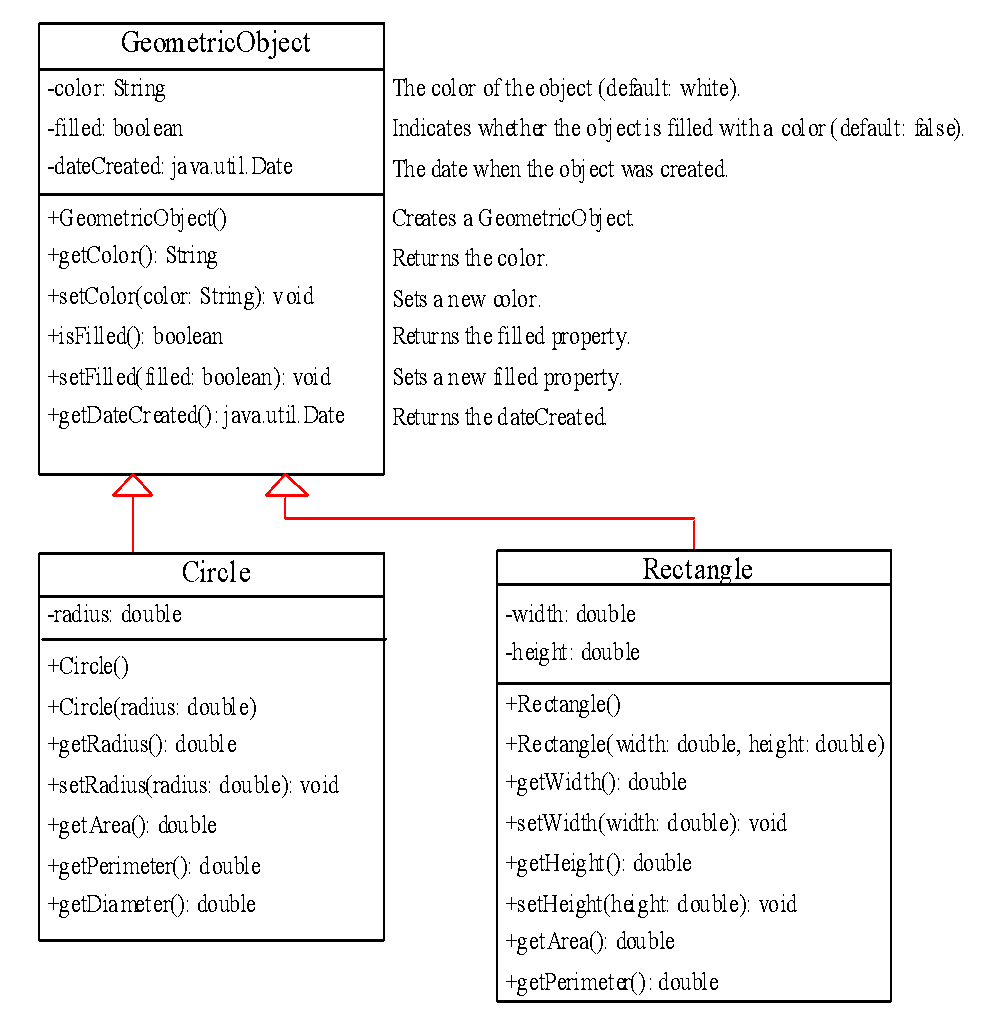 GeometricObject
-color: String
The color of the object (default: white).
-filled: boolean
Indicates whether the object is filled with a color (default: false).
-dateCreated: java.util.Date
The date when the object was created.
+GeometricObject()
Creates a GeometricObject.
+getColor(): String
Returns the color.
+setColor(color: String): void
Sets a new color.
+isFilled(): boolean
Returns the filled property.
+setFilled(filled: boolean): void
Sets a new filled property.
+getDateCreated(): java.util.Date
Returns the dateCreated.
Circle
-radius: double
+Circle()
+Circle(radius: double)
+getRadius(): double
+setRadius(radius: double): void
+getArea(): double
+getPerimeter(): double
+getDiameter(): double
Rectangle
-width: double
-height: double
+Rectangle()
+Rectangle(width: double, height: double)
+getWidth(): double
+setWidth(width: double): void
+getHeight(): double
+setHeight(height: double): void
+getArea(): double
+getPerimeter(): double